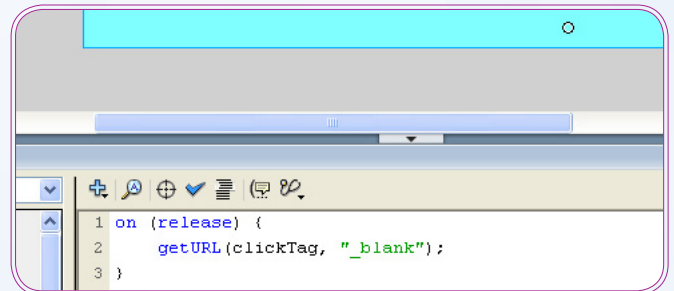 1 on (release) {
2 getURL(clickTag, "_blank");
3 }